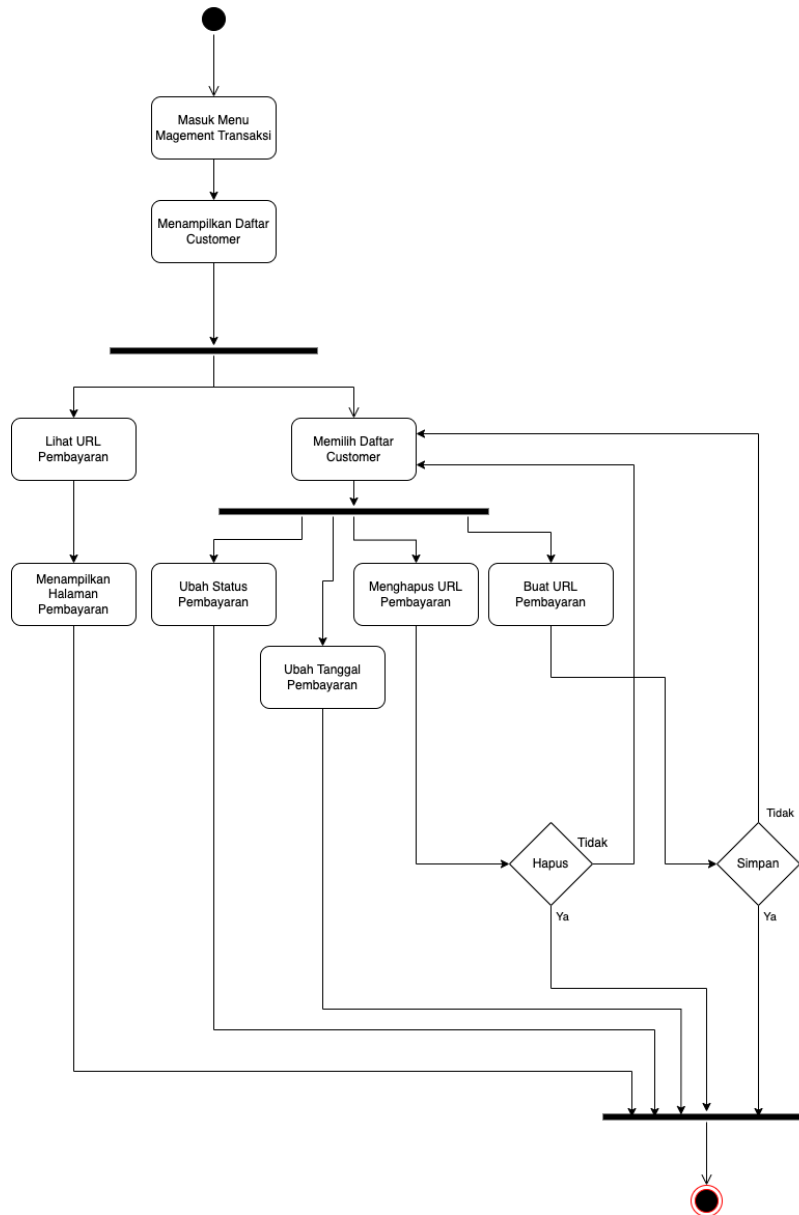 Masuk Menu
Magement Transaksi
Menampilkan Daftar
Customer
Lihat URL
Pembayaran
Memilih Daftar
Customer
Menampilkan
Halaman
Pembayaran
Ubah Status
Pembayaran
Menghapus URL
Pembayaran
Buat URL
Pembayaran
Ubah Tanggal
Pembayaran
Hapus
Tidak
Ya
Tidak
Simpan
Ya